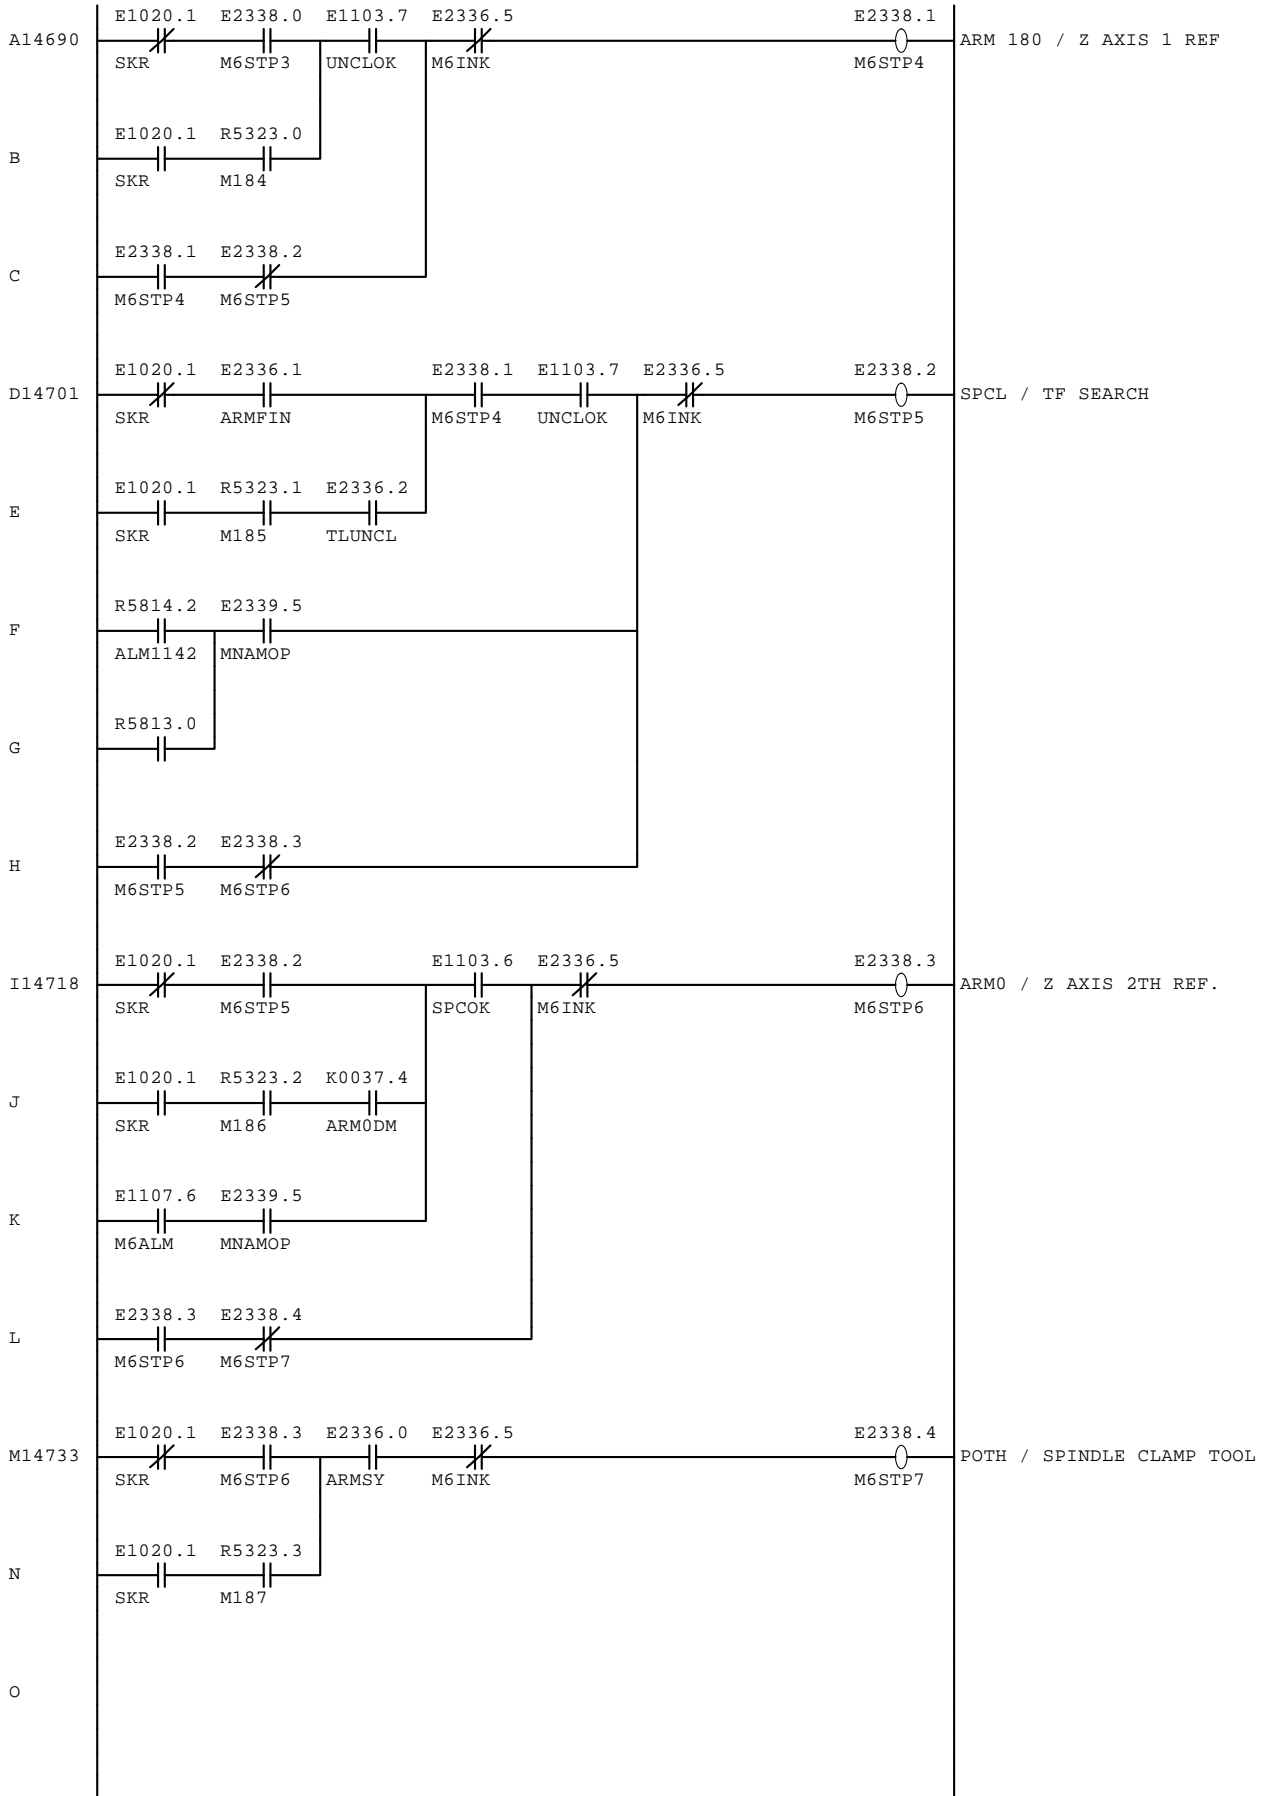 E1020.1 E2338.0 E1103.7 E2336.5 E2338.1
A14690 ARM 180 / Z AXIS 1 REF
SKR M6STP3 UNCLOK M6INK M6STP4
E1020.1 R5323.0
B
SKR M184
E2338.1 E2338.2
C
M6STP4 M6STP5
E1020.1 E2336.1 E2338.1 E1103.7 E2336.5 E2338.2
D14701 SPCL / TF SEARCH
SKR ARMFIN M6STP4 UNCLOK M6INK M6STP5
E1020.1 R5323.1 E2336.2
E
SKR M185 TLUNCL
R5814.2 E2339.5
F
ALM1142 MNAMOP
R5813.0
G
E2338.2 E2338.3
H
M6STP5 M6STP6
E1020.1 E2338.2 E1103.6 E2336.5 E2338.3
I14718 ARM0 / Z AXIS 2TH REF.
SKR M6STP5 SPCOK M6INK M6STP6
E1020.1 R5323.2 K0037.4
J
SKR M186 ARM0DM
E1107.6 E2339.5
K
M6ALM MNAMOP
E2338.3 E2338.4
L
M6STP6 M6STP7
E1020.1 E2338.3 E2336.0 E2336.5 E2338.4
M14733 POTH / SPINDLE CLAMP TOOL
SKR M6STP6 ARMSY M6INK M6STP7
E1020.1 R5323.3
N
SKR M187
O